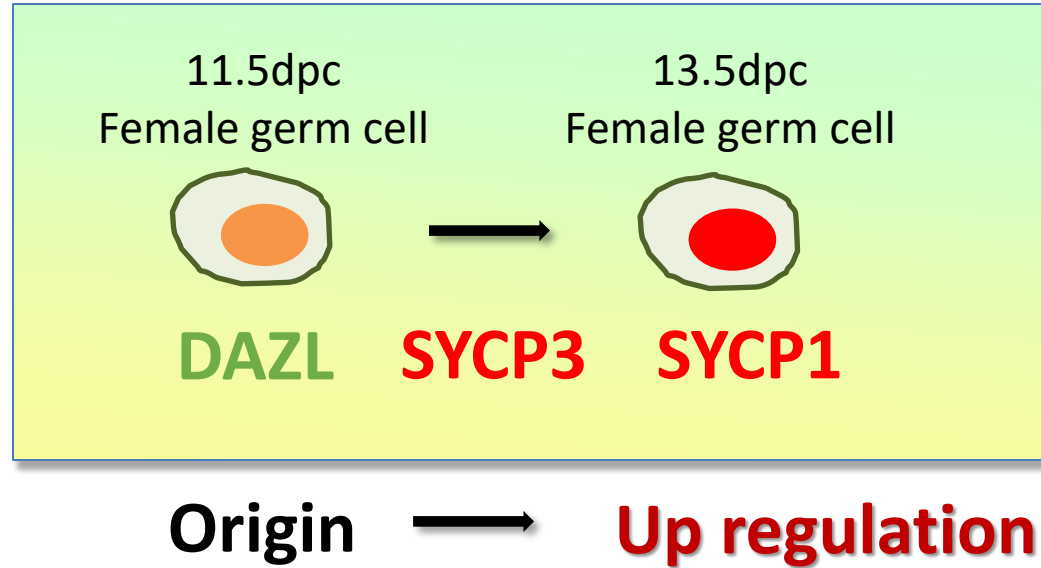 11.5dpc 13.5dpc
Female germ cell Female germ cell
DAZL SYCP3 SYCP1
Origin Up regulation